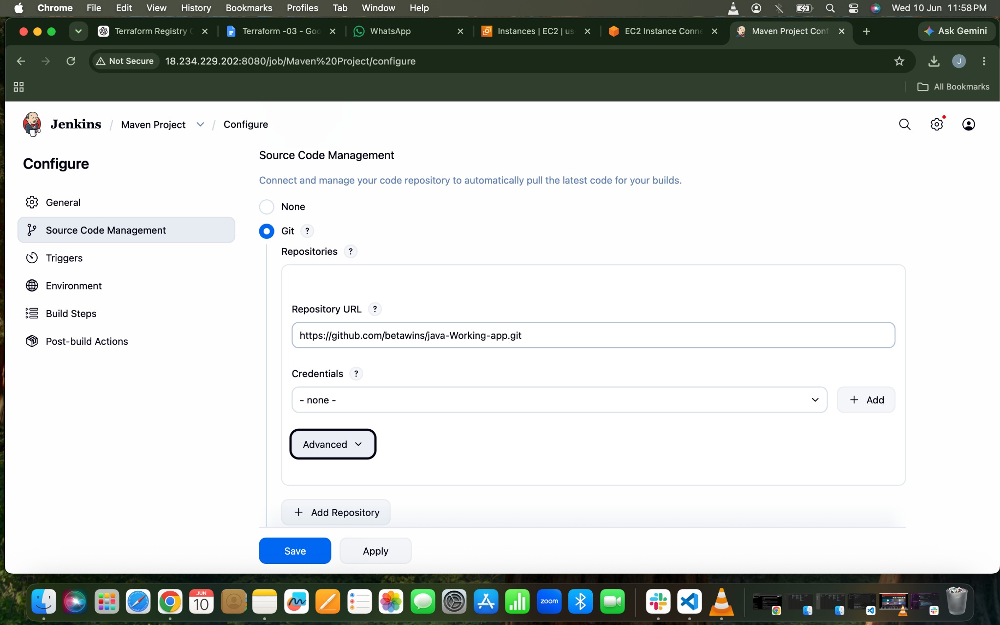 Chrome File Edit View History Bookmarks Profiles Tab Window Help Wed 10 Jun 11:58 PM
Terraform Registry Terraform -03 - Goo WhatsApp Instances | EC2 | us- EC2 Instance Conne Maven Project Conf Ask Gemini
Not Secure 18.234.229.202:8080/job/Maven%20Project/configure J
All Bookmarks
Jenkins / Maven Project / Configure
Configure
General
Source Code Management
Triggers
Environment
Build Steps
Post-build Actions
Source Code Management
Connect and manage your code repository to automatically pull the latest code for your builds.
None
Git ?
Repositories ?
Repository URL ?
https://github.com/betawins/java-Working-app.git
Credentials ?
- none -
+ Add
Advanced
+ Add Repository
Save
Apply
JUN
10
zoom